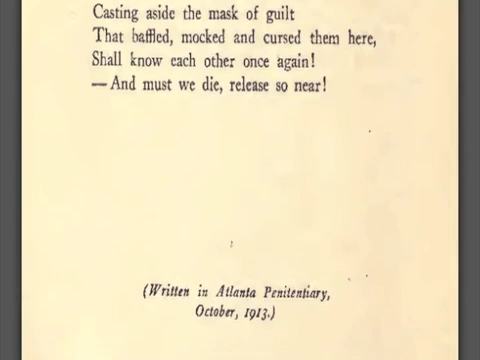 Casting aside the mask of guilt
That baffled, mocked and cursed them here,
Shall know each other once again!
—And must we die, release so near!
(Written in Atlanta Penitentiary,
October, 1913.)